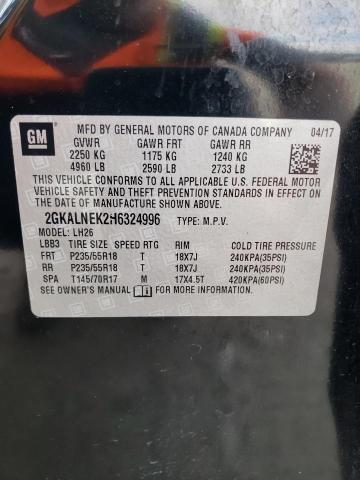 GM
MFD BY GENERAL MOTORS OF CANADA COMPANY 04/17
GVWR GAWR FRT GAWR RR
2250 KG 1175 KG 1240 KG
4960 LB 2590 LB 2733 LB
THIS VEHICLE CONFORMS TO ALL APPLICABLE U.S. FEDERAL MOTOR
VEHICLE SAFETY, BUMPER, AND THEFT PREVENTION STANDARDS IN EFFECT ON
THE DATE OF MANUFACTURE SHOWN ABOVE.
2GKALNEK2H6324996 TYPE: M.P.V.
MODEL: LH26
LBB3 TIRE SIZE SPEED RTG RIM COLD TIRE PRESSURE
FRT P235/55R18 T 18X7J 240KPA(35PSI)
RR P235/55R18 T 18X7J 240KPA(35PSI)
SPA T145/70R17 M 17X4.5T 420KPA(60PSI)
SEE OWNER'S MANUAL FOR MORE INFORMATION.